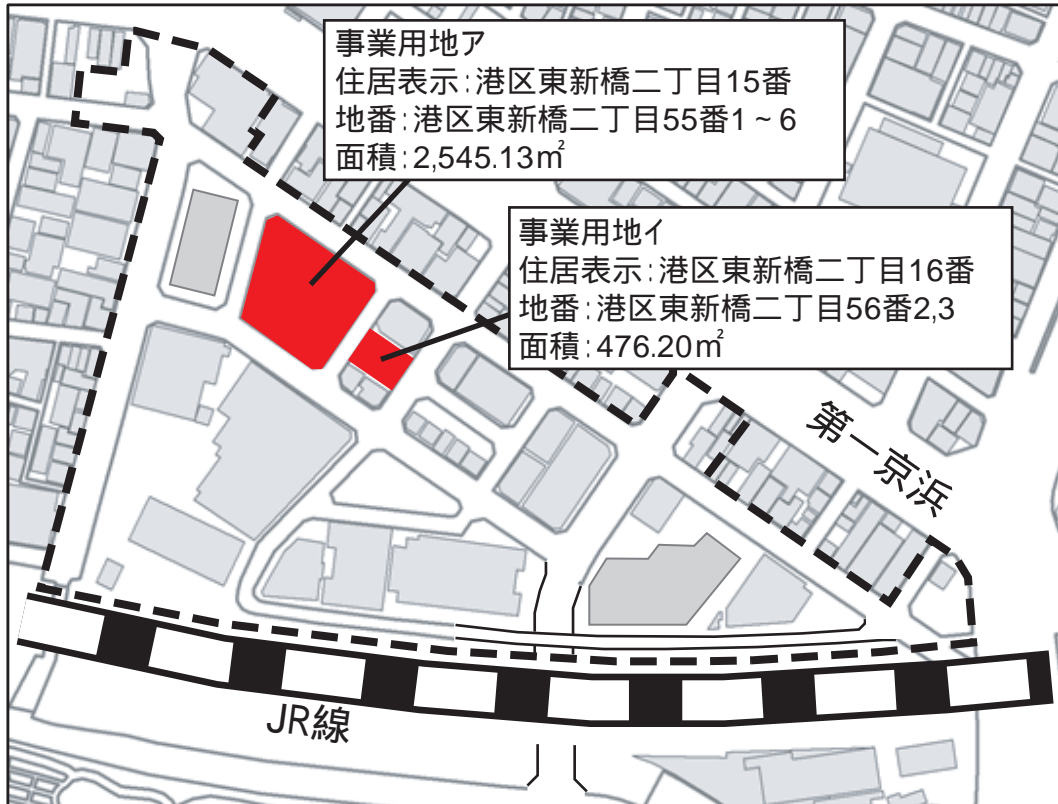 事業用地ア
住居表示:港区東新橋二丁目15番
地番:港区東新橋二丁目55番1~6
面積:2,545.13㎡
事業用地イ
住居表示:港区東新橋二丁目16番
地番:港区東新橋二丁目56番2,3
面積:476.20㎡
第一京浜
JR線